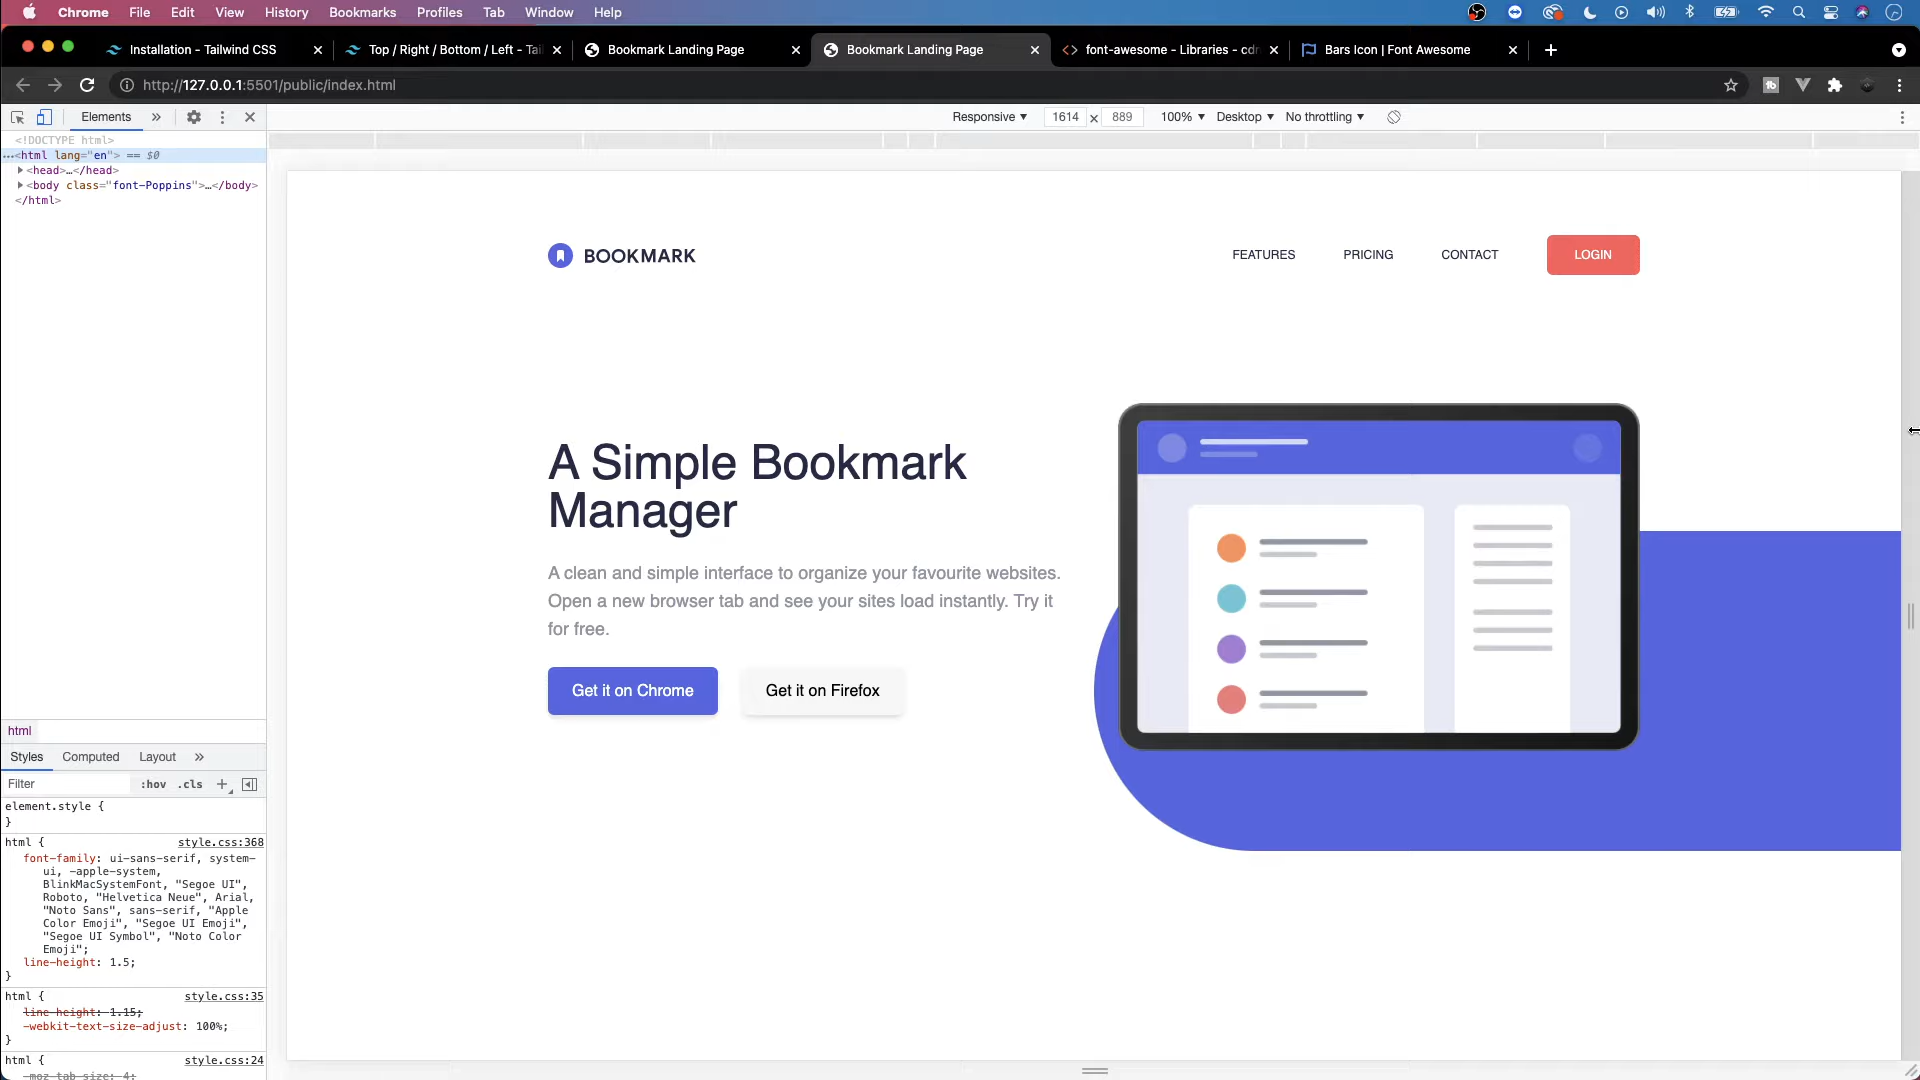 Chrome File Edit View History Bookmarks Profiles Tab Window Help
Installation - Tailwind CSS
Top / Right / Bottom / Left - Tai
Bookmark Landing Page
Bookmark Landing Page
font-awesome - Libraries - cdn
Bars Icon | Font Awesome
http://127.0.0.1:5501/public/index.html
Elements
Responsive 1614 x 889 100% Desktop No throttling
<!DOCTYPE html>
…<html lang="en"> == $0
<head>…</head>
<body class="font-Poppins">…</body>
</html>
BOOKMARK
FEATURES PRICING CONTACT LOGIN
A Simple Bookmark
Manager
A clean and simple interface to organize your favourite websites.
Open a new browser tab and see your sites load instantly. Try it
for free.
Get it on Chrome Get it on Firefox
html
Styles Computed Layout
Filter :hov .cls
element.style {
}
html { style.css:368
font-family: ui-sans-serif, system-
ui, -apple-system,
BlinkMacSystemFont, "Segoe UI",
Roboto, "Helvetica Neue", Arial,
"Noto Sans", sans-serif, "Apple
Color Emoji", "Segoe UI Emoji",
"Segoe UI Symbol", "Noto Color
Emoji";
line-height: 1.5;
}
html { style.css:35
line-height: 1.15;
-webkit-text-size-adjust: 100%;
}
html { style.css:24
-moz-tab-size: 4;